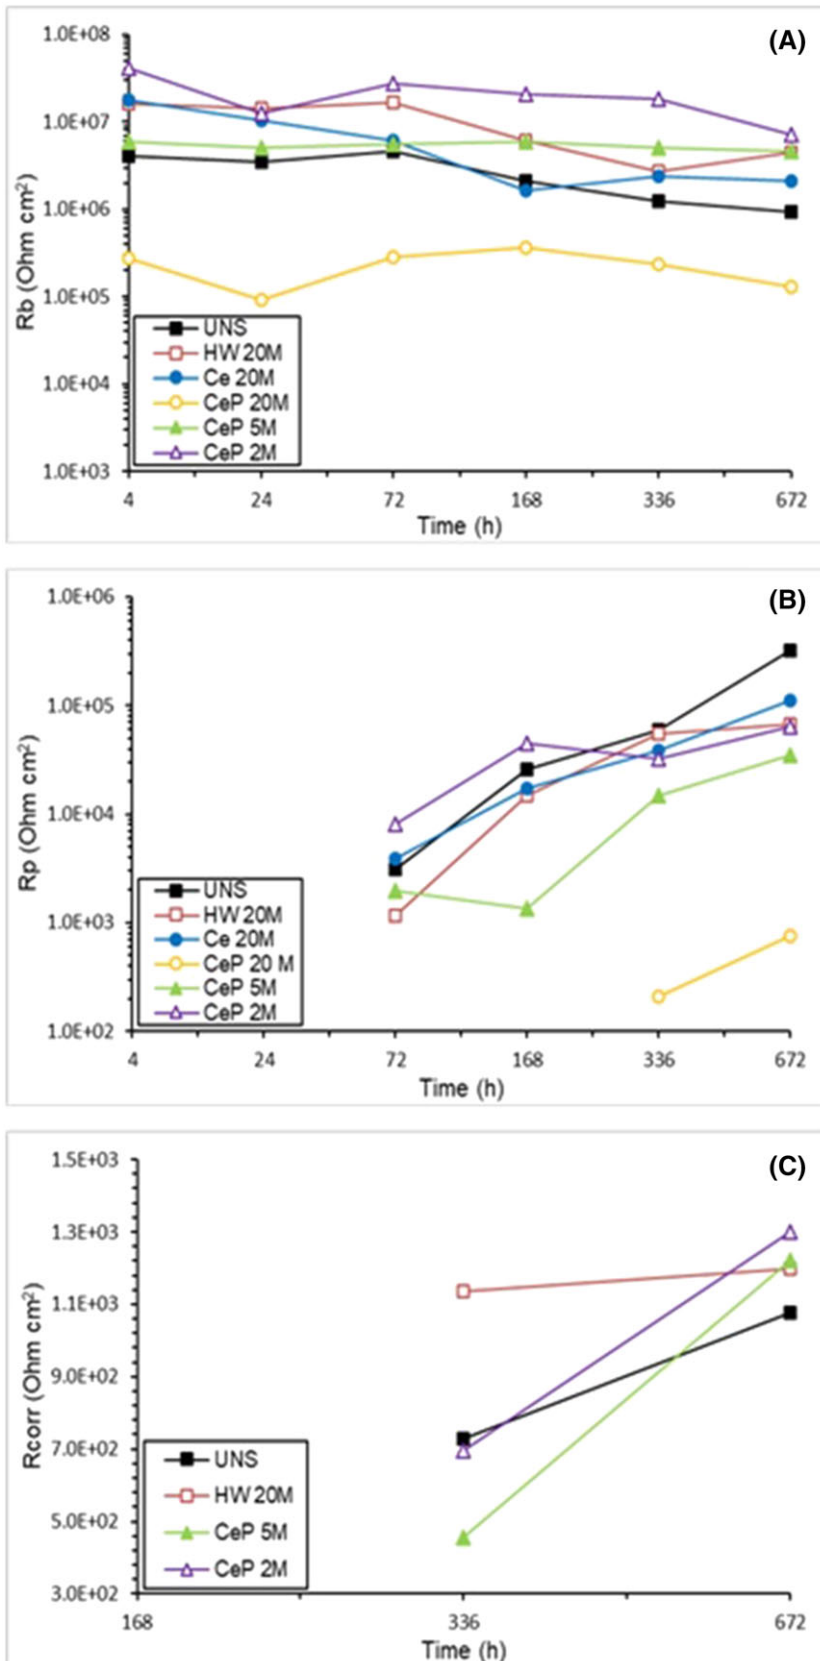 (A)
1.0E+08
1.0E+07
1.0E+06
1.0E+05
1.0E+04
1.0E+03
Rb (Ohm cm²)
UNS
HW 20M
Ce 20M
CeP 20M
CeP 5M
CeP 2M
4 24 72 168 336 672
Time (h)
(B)
1.0E+06
1.0E+05
1.0E+04
1.0E+03
1.0E+02
Rp (Ohm cm²)
UNS
HW 20M
Ce 20M
CeP 20 M
CeP 5M
CeP 2M
4 24 72 168 336 672
Time (h)
(C)
1.5E+03
1.3E+03
1.1E+03
9.0E+02
7.0E+02
5.0E+02
3.0E+02
Rcorr (Ohm cm²)
UNS
HW 20M
CeP 5M
CeP 2M
168 336 672
Time (h)